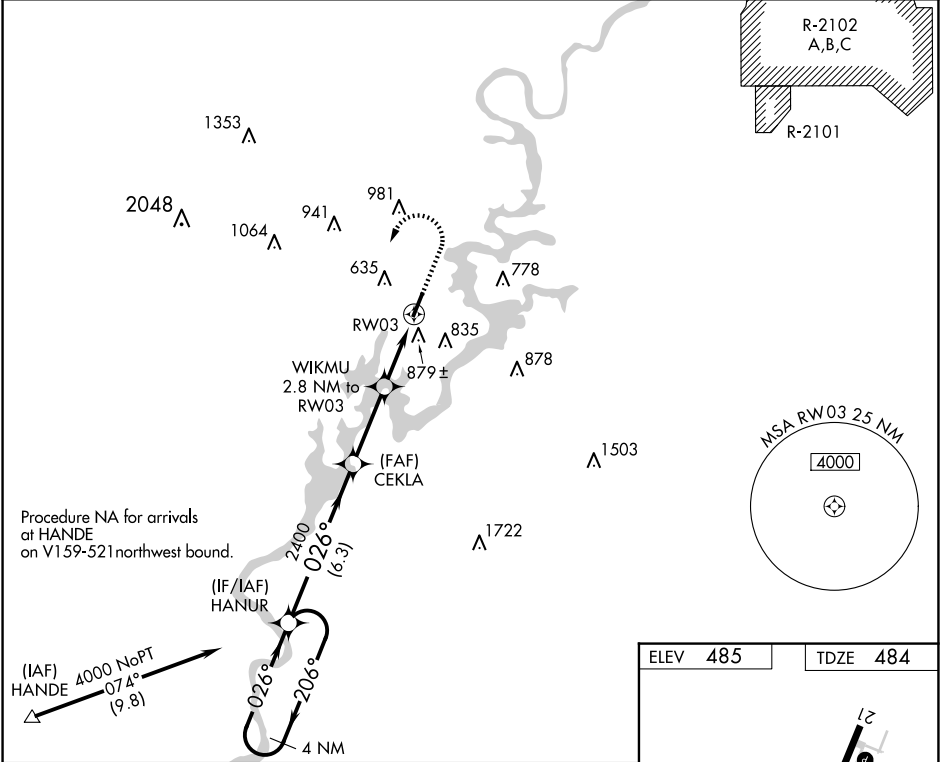 R-2102
A,B,C
R-2101
1353
2048
1064
941
981
635
778
RW03
835
879 ±
878
WIKMU
2.8 NM to
RW03
(FAF)
CEKLA
1503
1722
MSA RW03 25 NM
4000
Procedure NA for arrivals
at HANDE
on V159-521 northwest bound.
2400
026°
(6.3)
(IF/IAF)
HANUR
(IAF)
HANDE
4000 NoPT
074°
(9.8)
026°
206°
4 NM
ELEV 485
TDZE 484
21
P